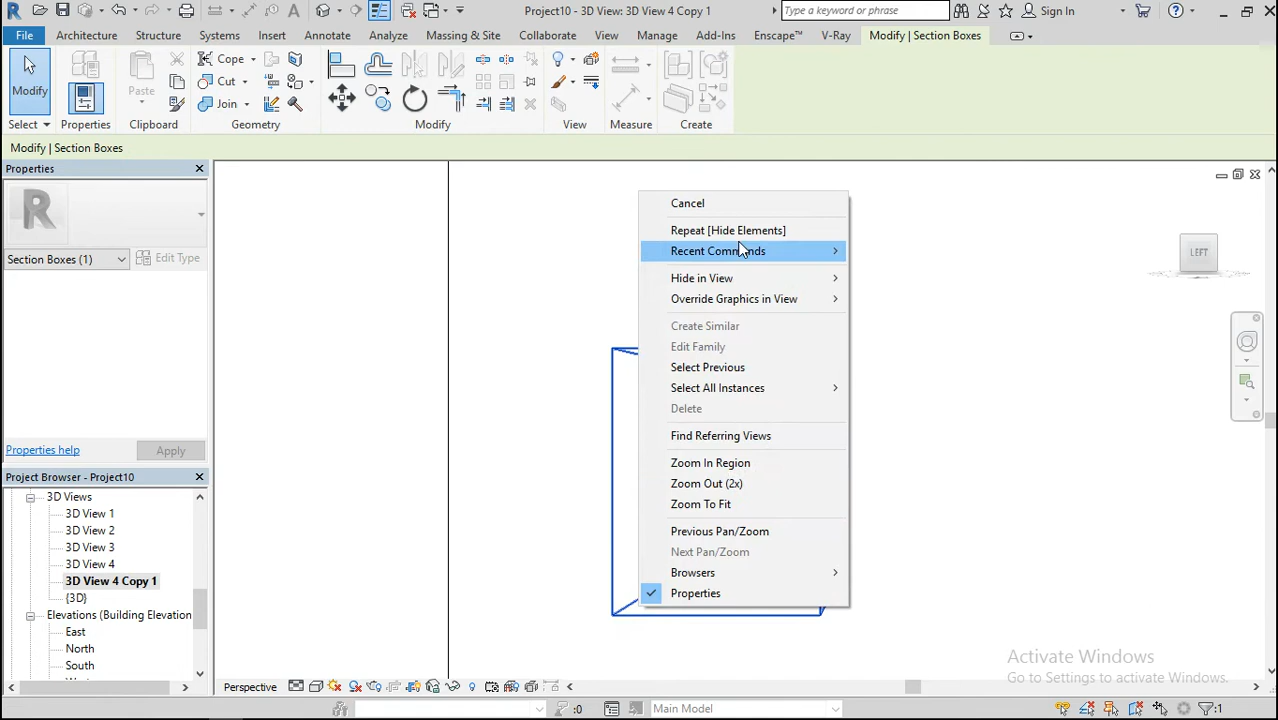 Project10 - 3D View: 3D View 4 Copy 1
Type a keyword or phrase
Sign In
File
Architecture
Structure
Systems
Insert
Annotate
Analyze
Massing & Site
Collaborate
View
Manage
Add-Ins
Enscape™
V-Ray
Modify | Section Boxes
Modify
Paste
Cope
Cut
Join
Select
Properties
Clipboard
Geometry
Modify
View
Measure
Create
Modify | Section Boxes
Properties
Section Boxes (1)
Edit Type
Properties help
Apply
Project Browser - Project10
3D Views
3D View 1
3D View 2
3D View 3
3D View 4
3D View 4 Copy 1
{3D}
Elevations (Building Elevation
East
North
South
Cancel
Repeat [Hide Elements]
Recent Commands
Hide in View
Override Graphics in View
Create Similar
Edit Family
Select Previous
Select All Instances
Delete
Find Referring Views
Zoom In Region
Zoom Out (2x)
Zoom To Fit
Previous Pan/Zoom
Next Pan/Zoom
Browsers
Properties
LEFT
Activate Windows
Go to Settings to activate Windows.
Perspective
:0
Main Model
:1